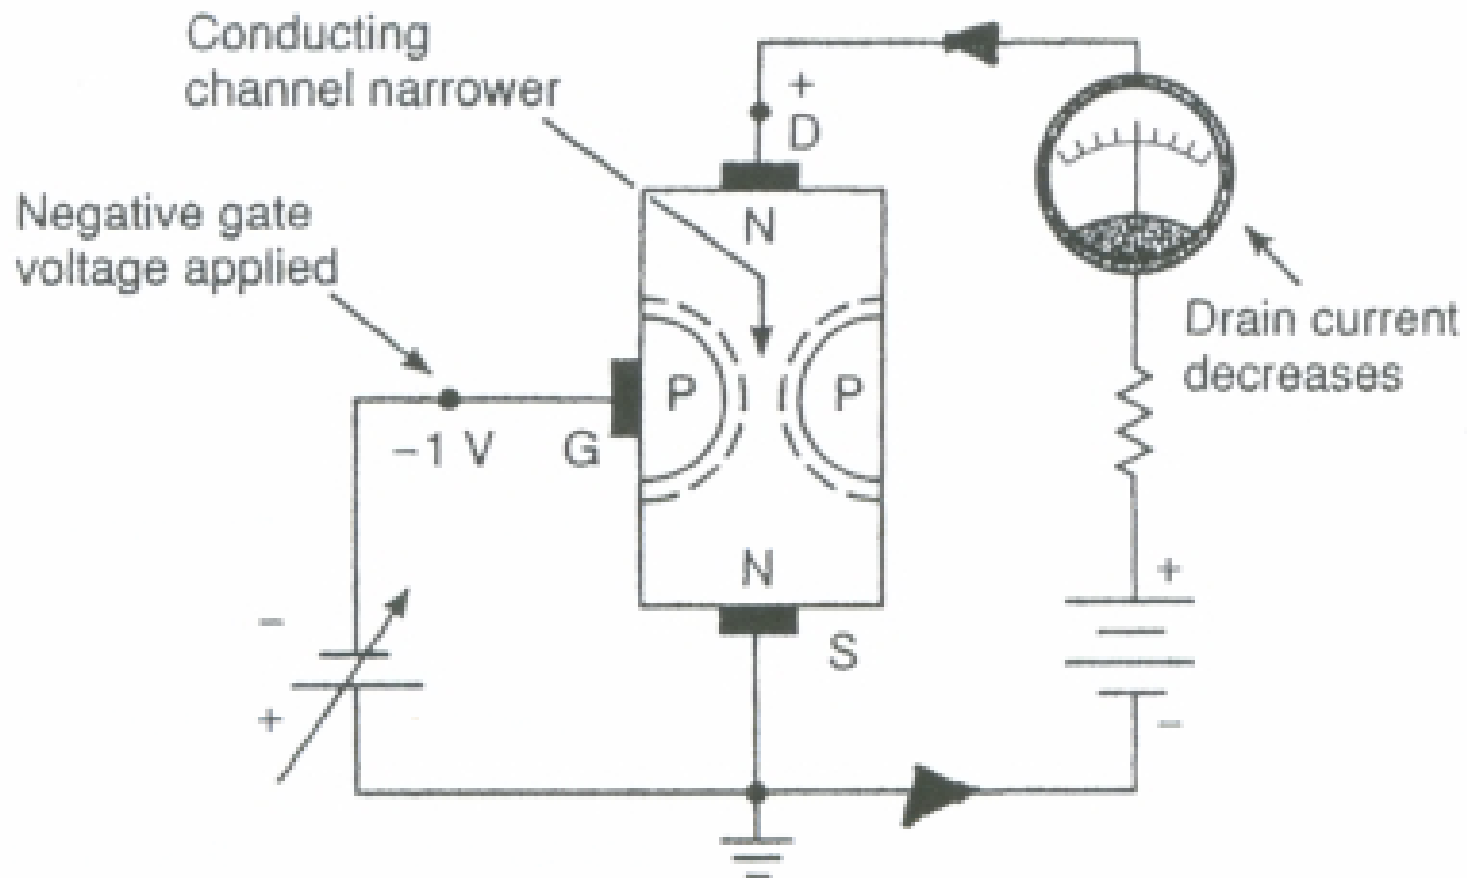 Conducting
channel narrower
+
D
N
Negative gate
voltage applied
Drain current
decreases
P
P
−1 V
G
N
+
−
S
−
+